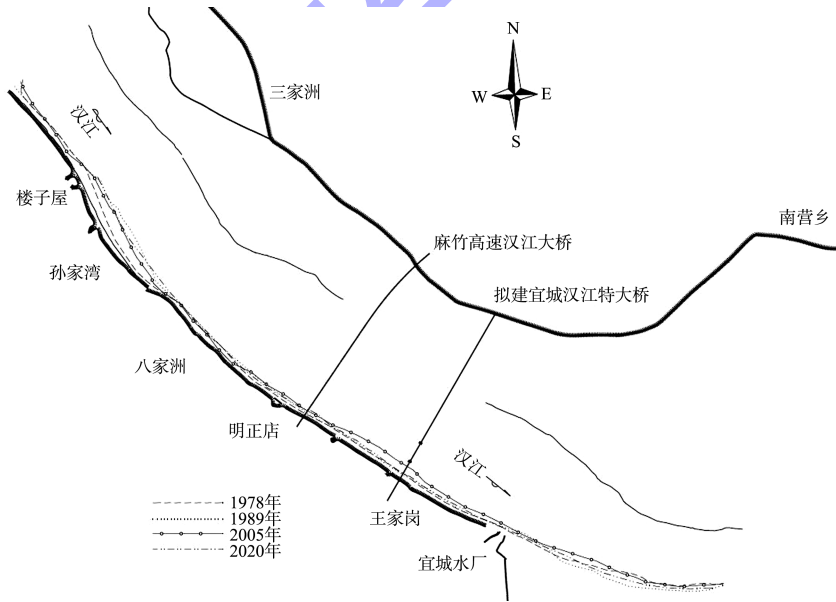 N
W
E
S
三家洲
汉江
楼子屋
南营乡
麻竹高速汉江大桥
孙家湾
拟建宜城汉江特大桥
八家洲
明正店
汉江
1978年
1989年
2005年
2020年
王家岗
宜城水厂